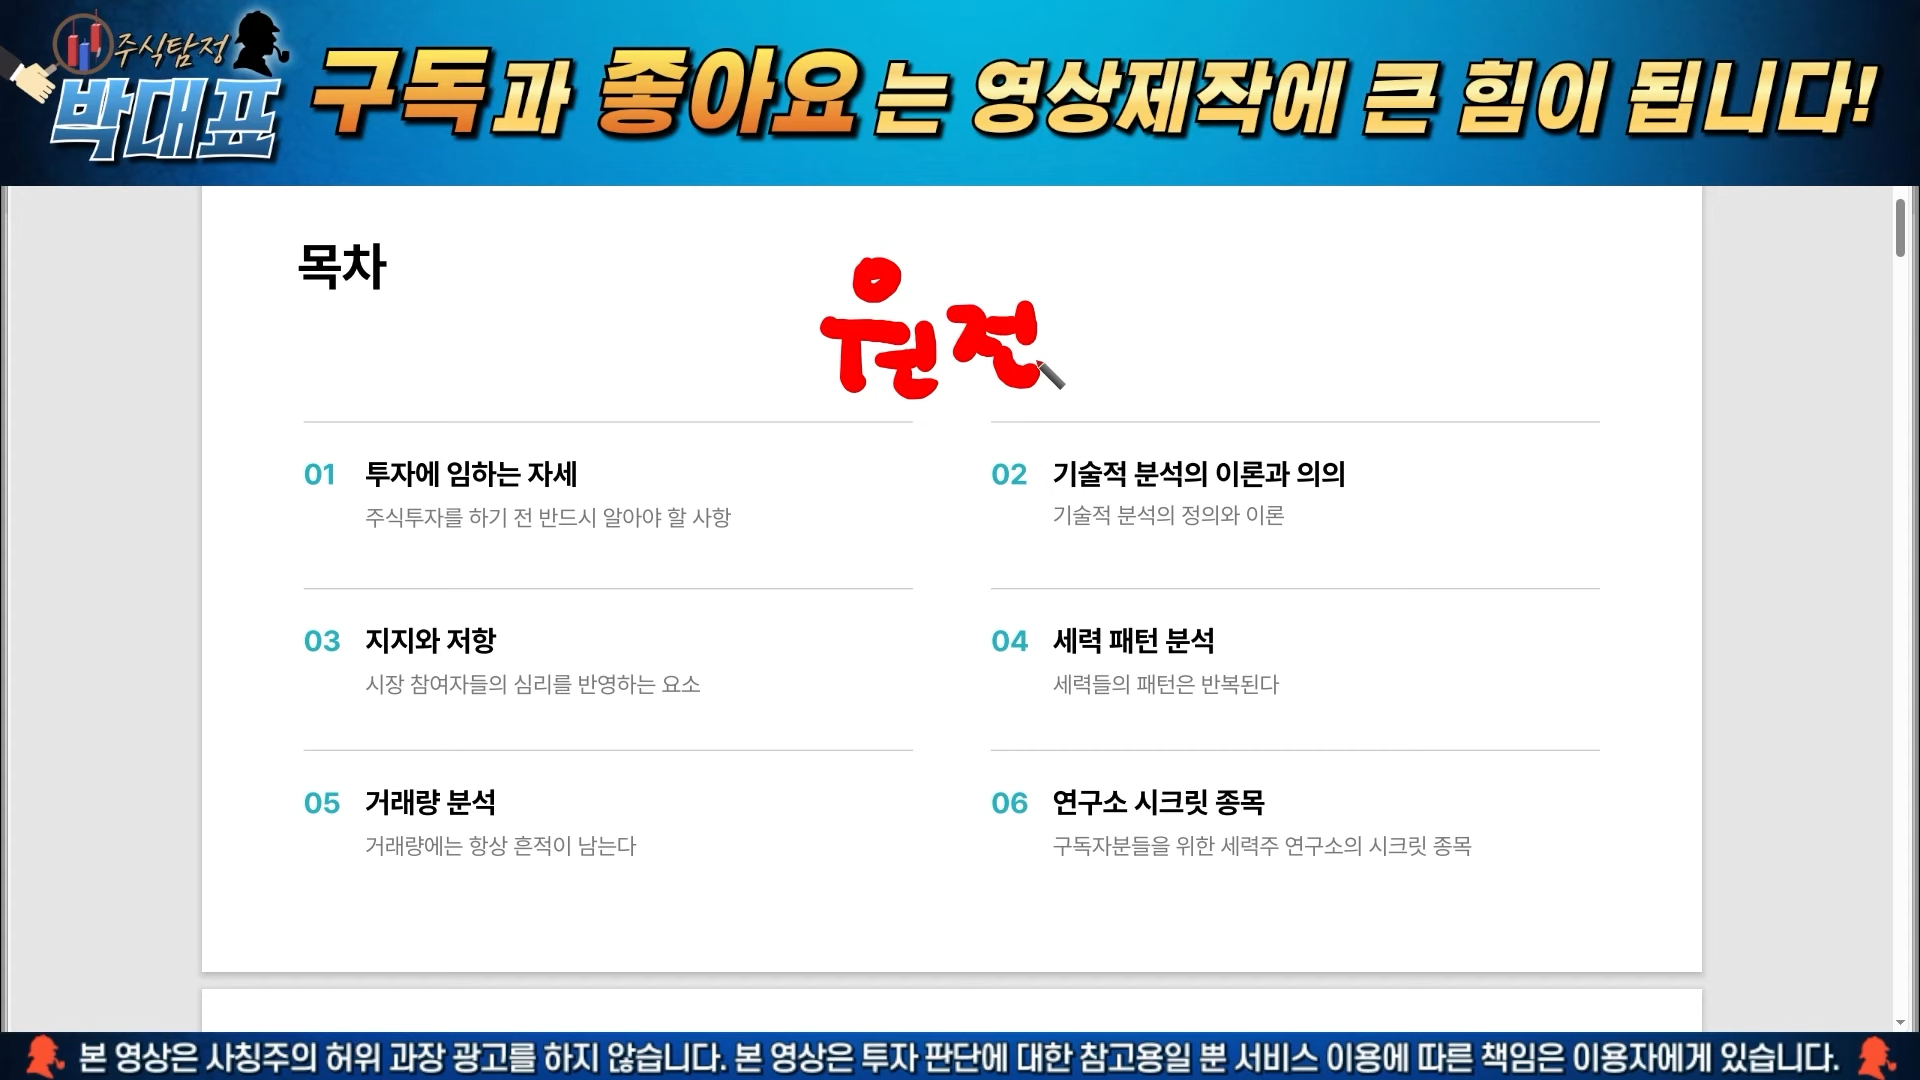 주식탐정
박대표
구독과 좋아요는 영상제작에 큰 힘이 됩니다!
목차
원전
01 투자에 임하는 자세
주식투자를 하기 전 반드시 알아야 할 사항
02 기술적 분석의 이론과 의의
기술적 분석의 정의와 이론
03 지지와 저항
시장 참여자들의 심리를 반영하는 요소
04 세력 패턴 분석
세력들의 패턴은 반복된다
05 거래량 분석
거래량에는 항상 흔적이 남는다
06 연구소 시크릿 종목
구독자분들을 위한 세력주 연구소의 시크릿 종목
본 영상은 사칭주의 허위 과장 광고를 하지 않습니다. 본 영상은 투자 판단에 대한 참고용일 뿐 서비스 이용에 따른 책임은 이용자에게 있습니다.